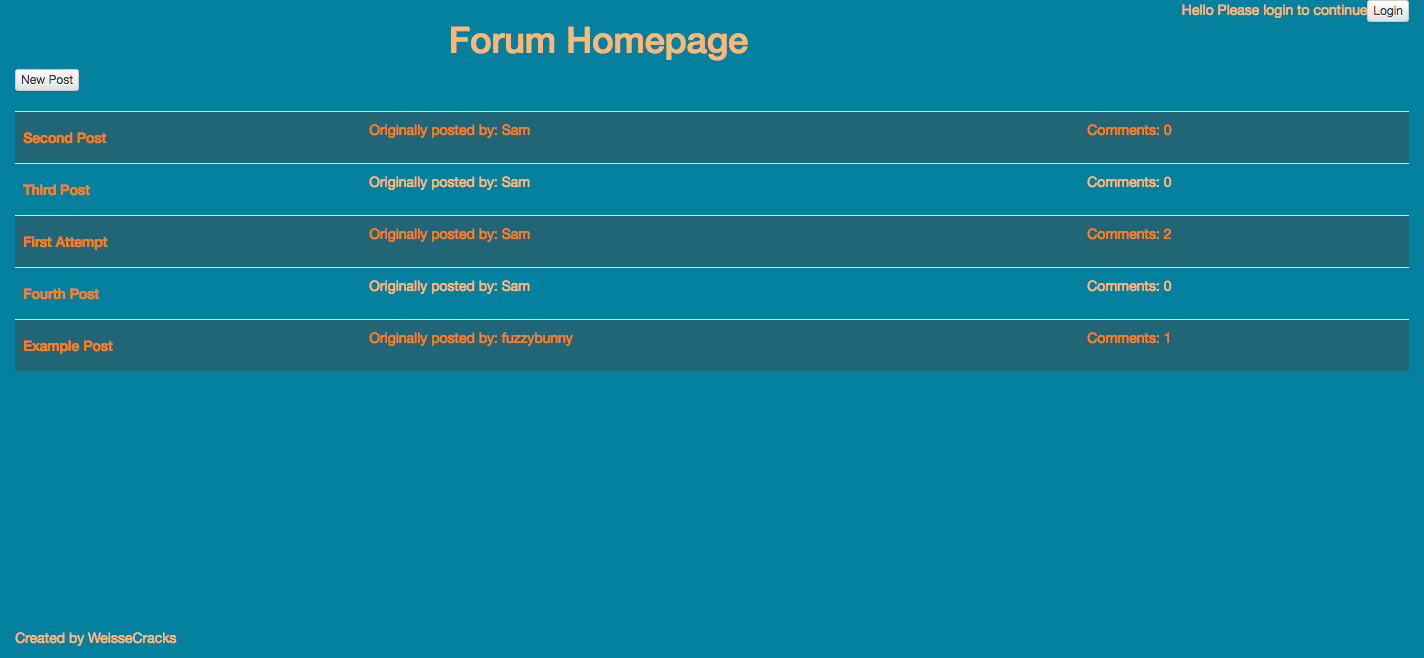 Hello Please login to continue Login
Forum Homepage
New Post
Second Post Originally posted by: Sam Comments: 0
Third Post Originally posted by: Sam Comments: 0
First Attempt Originally posted by: Sam Comments: 2
Fourth Post Originally posted by: Sam Comments: 0
Example Post Originally posted by: fuzzybunny Comments: 1
Created by WeisseCracks